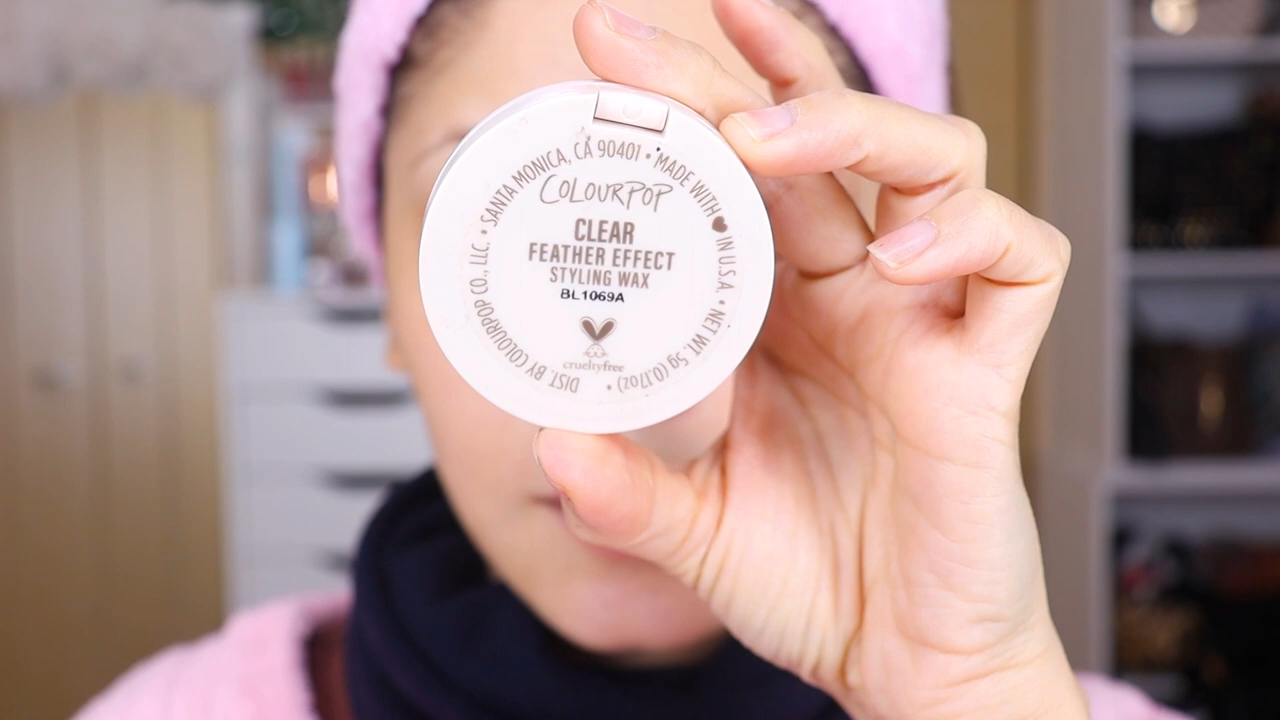 COLOURPOP
CLEAR
FEATHER EFFECT
STYLING WAX
BL1069A
crueltyfree
DIST. BY COLOURPOP CO., LLC. • SANTA MONICA, CA 90401 • MADE WITH ♥ IN U.S.A. • NET WT. 5g (0.17oz) •